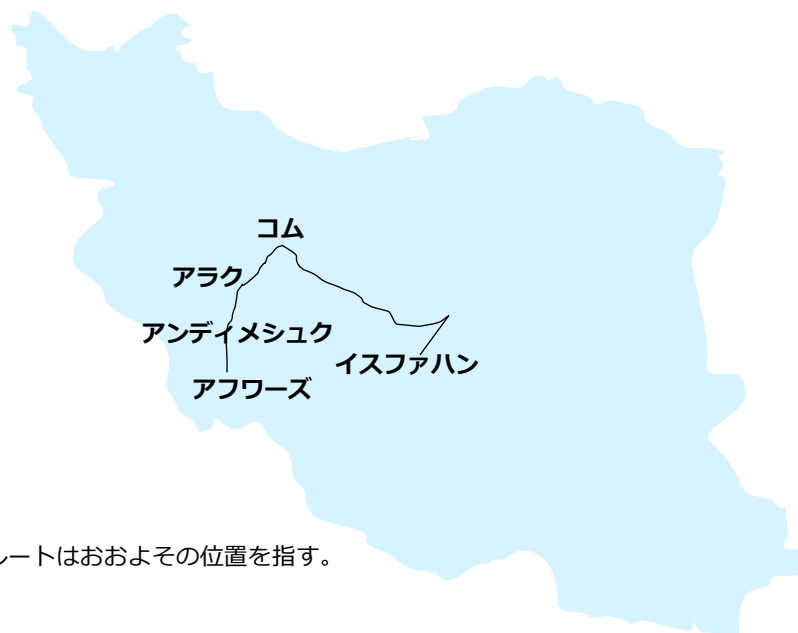 コム
アラク
アンディメシュク
イスファハン
アフワーズ
ルートはおおよその位置を指す。